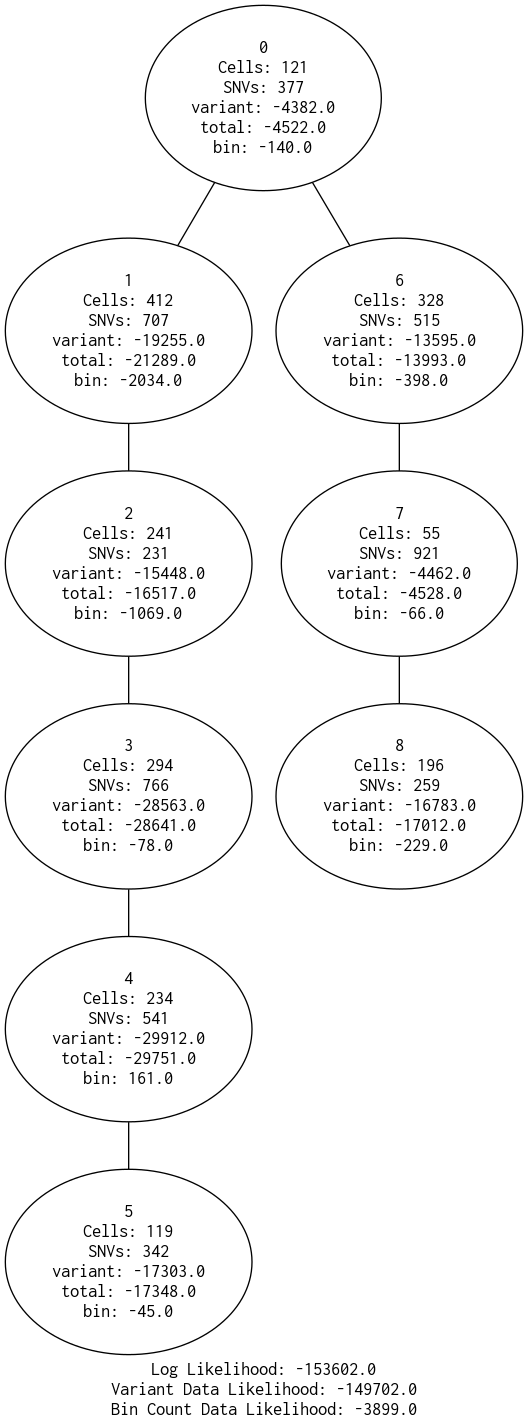 0
Cells: 121
SNVs: 377
variant: -4382.0
total: -4522.0
bin: -140.0
1
Cells: 412
SNVs: 707
variant: -19255.0
total: -21289.0
bin: -2034.0
6
Cells: 328
SNVs: 515
variant: -13595.0
total: -13993.0
bin: -398.0
2
Cells: 241
SNVs: 231
variant: -15448.0
total: -16517.0
bin: -1069.0
7
Cells: 55
SNVs: 921
variant: -4462.0
total: -4528.0
bin: -66.0
3
Cells: 294
SNVs: 766
variant: -28563.0
total: -28641.0
bin: -78.0
8
Cells: 196
SNVs: 259
variant: -16783.0
total: -17012.0
bin: -229.0
4
Cells: 234
SNVs: 541
variant: -29912.0
total: -29751.0
bin: 161.0
5
Cells: 119
SNVs: 342
variant: -17303.0
total: -17348.0
bin: -45.0
Log Likelihood: -153602.0
Variant Data Likelihood: -149702.0
Bin Count Data Likelihood: -3899.0